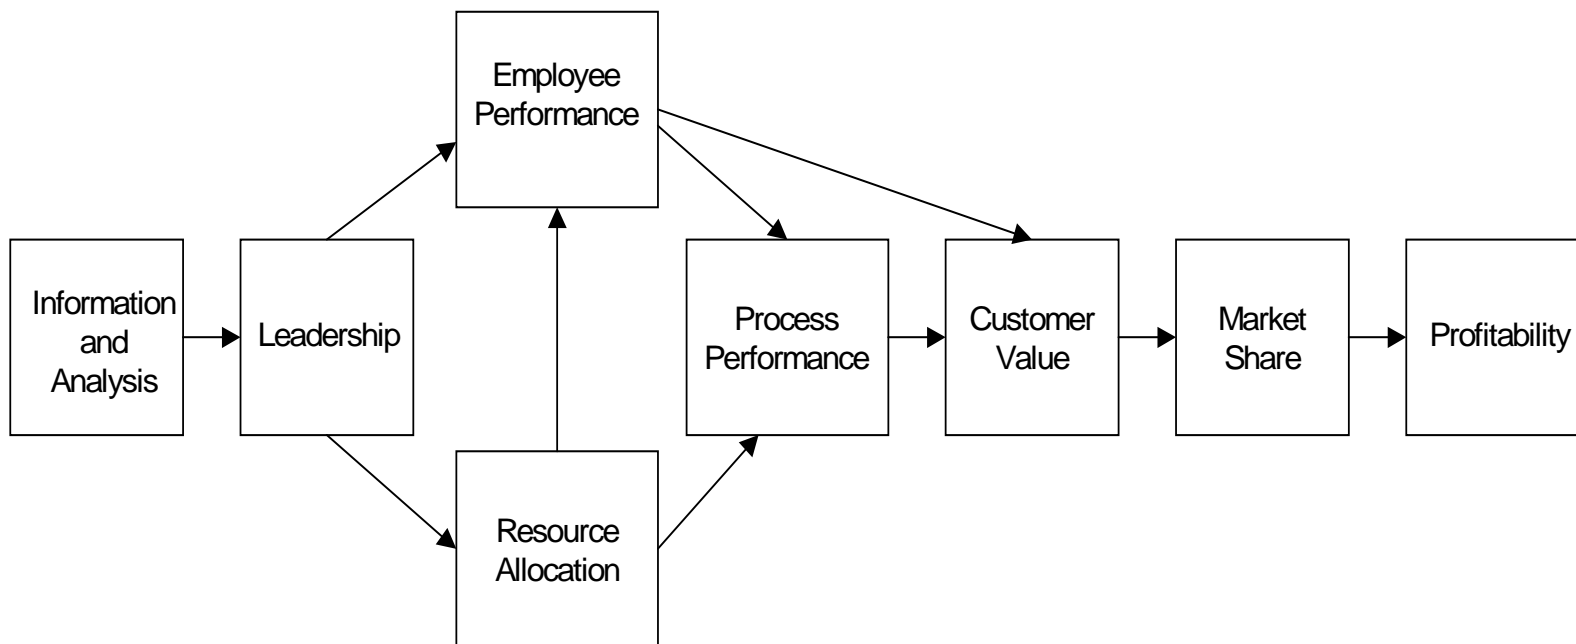 Employee
Performance
Information
and
Analysis
Leadership
Process
Performance
Customer
Value
Market
Share
Profitability
Resource
Allocation